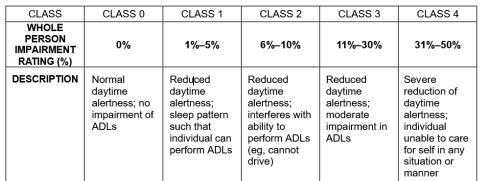 CLASS CLASS 0 CLASS 1 CLASS 2 CLASS 3 CLASS 4
WHOLE PERSON IMPAIRMENT RATING (%) 0% 1%–5% 6%–10% 11%–30% 31%–50%
DESCRIPTION
Normal
daytime
alertness; no
impairment of
ADLs
Reduced
daytime
alertness;
sleep pattern
such that
individual can
perform ADLs
Reduced
daytime
alertness;
interferes with
ability to
perform ADLs
(eg, cannot
drive)
Reduced
daytime
alertness;
moderate
impairment in
ADLs
Severe
reduction of
daytime
alertness;
individual
unable to care
for self in any
situation or
manner